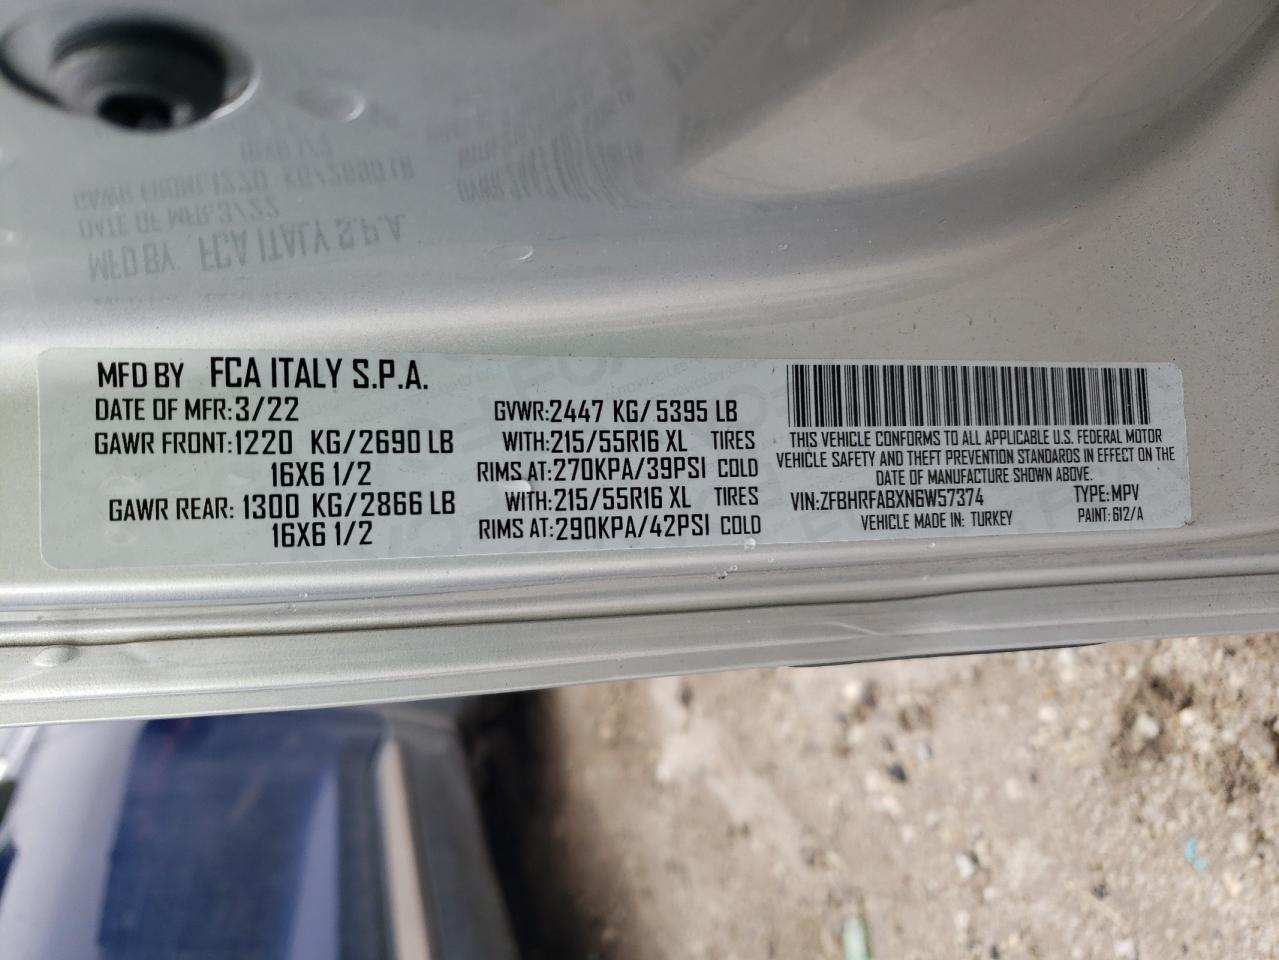 MFD BY FCA ITALY S.P.A.
DATE OF MFR:3/22 GVWR:2447 KG/5395 LB
GAWR FRONT:1220 KG/2690 LB WITH:215/55R16 XL TIRES
16X6 1/2 RIMS AT:270KPA/39PSI COLD
GAWR REAR: 1300 KG/2866 LB WITH:215/55R16 XL TIRES
16X6 1/2 RIMS AT:290KPA/42PSI COLD
THIS VEHICLE CONFORMS TO ALL APPLICABLE U.S. FEDERAL MOTOR
VEHICLE SAFETY AND THEFT PREVENTION STANDARDS IN EFFECT ON THE
DATE OF MANUFACTURE SHOWN ABOVE.
VIN:ZFBHRFABXN6W57374 TYPE: MPV
VEHICLE MADE IN: TURKEY PAINT: 612/A